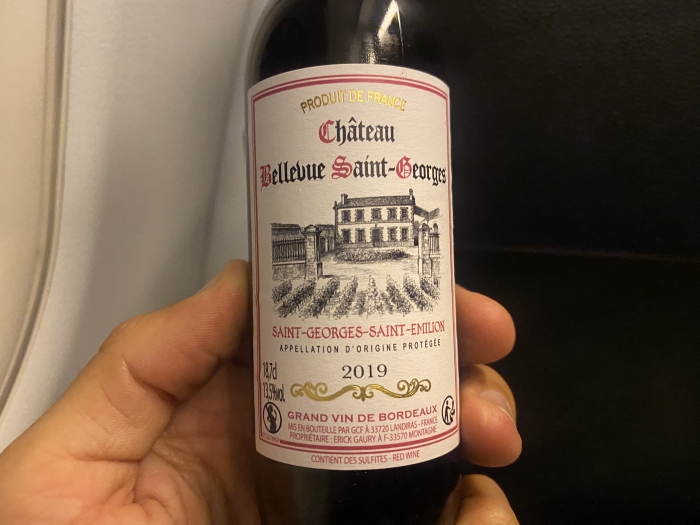 PRODUIT DE FRANCE
Château
Bellevue Saint-Georges
SAINT-GEORGES-SAINT-EMILION
APPELLATION D'ORIGINE PROTÉGÉE
2019
18,7cl
13,5%vol
GRAND VIN DE BORDEAUX
MIS EN BOUTEILLE PAR GCF À 33720 LANDIRAS - FRANCE
PROPRIÉTAIRE : ERICK GAURY À F-33570 MONTAGNE
CONTIENT DES SULFITES - RED WINE